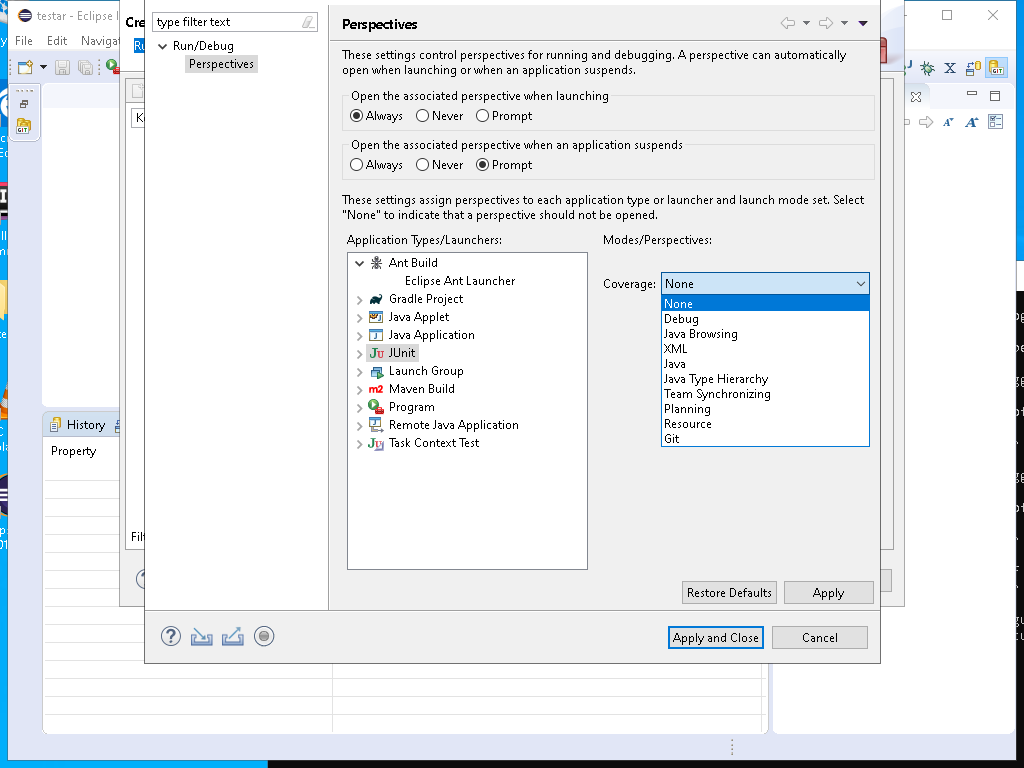 testar - Eclipse I
File Edit Navigat
Cre
Ru
type filter text
Run/Debug
Perspectives
Perspectives
These settings control perspectives for running and debugging. A perspective can automatically
open when launching or when an application suspends.
Open the associated perspective when launching
Always Never Prompt
Open the associated perspective when an application suspends
Always Never Prompt
These settings assign perspectives to each application type or launcher and launch mode set. Select
"None" to indicate that a perspective should not be opened.
Application Types/Launchers:
Modes/Perspectives:
Ant Build
Eclipse Ant Launcher
Gradle Project
Java Applet
Java Application
JUnit
Launch Group
Maven Build
Program
Remote Java Application
Task Context Test
Coverage: None
None
Debug
Java Browsing
XML
Java
Java Type Hierarchy
Team Synchronizing
Planning
Resource
Git
History
Property
Filt
Restore Defaults Apply
Apply and Close Cancel